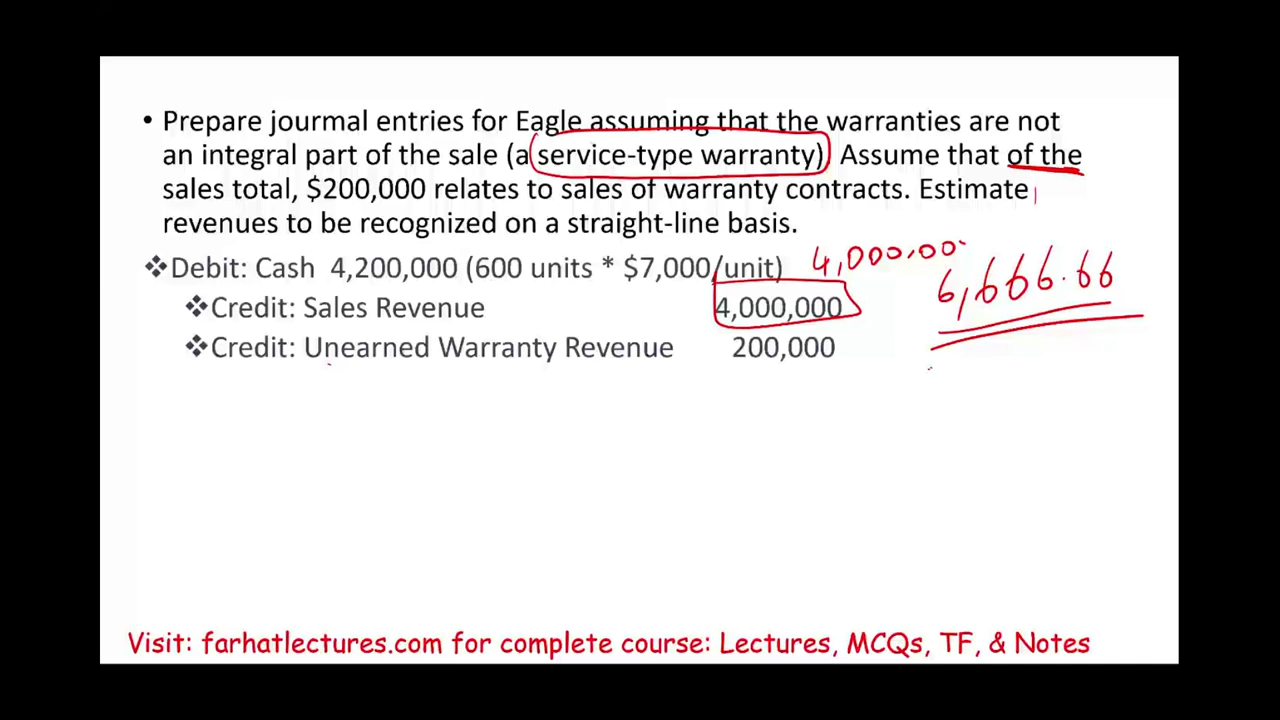 • Prepare jourmal entries for Eagle assuming that the warranties are not
an integral part of the sale (a service-type warranty). Assume that of the
sales total, $200,000 relates to sales of warranty contracts. Estimate
revenues to be recognized on a straight-line basis.
❖Debit: Cash 4,200,000 (600 units * $7,000/unit) 4,000,000
6,666.66
❖Credit: Sales Revenue 4,000,000
❖Credit: Unearned Warranty Revenue 200,000
Visit: farhatlectures.com for complete course: Lectures, MCQs, TF, & Notes